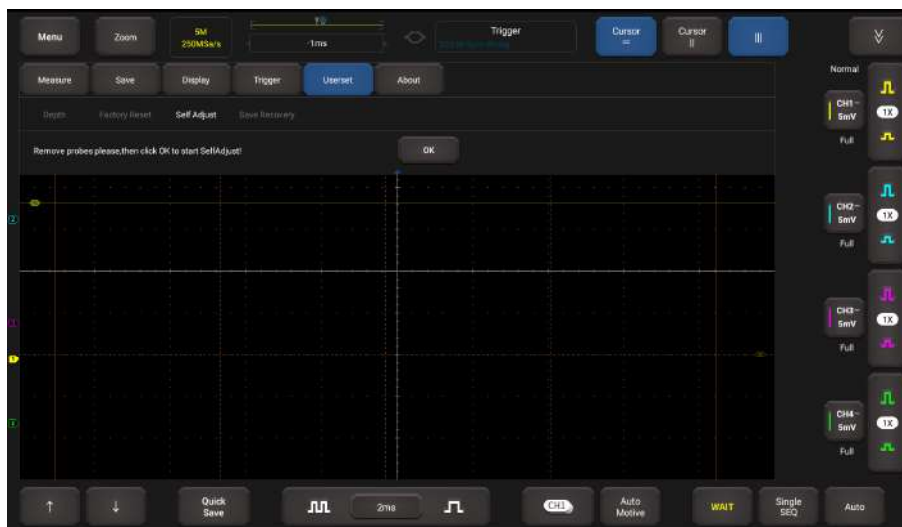 Menu
Zoom
5M
250MSa/s
-1ms
Trigger
Cursor
Cursor
Measure
Save
Display
Trigger
Userset
About
Depth
Factory Reset
Self Adjust
Save Recovery
Remove probes please,then click OK to start SelfAdjust!
OK
Normal
CH1
5mV
1X
Full
CH2
5mV
1X
Full
CH3
5mV
1X
Full
CH4
5mV
1X
Full
Quick
Save
2ms
CH1
Auto
Motive
WAIT
Single
SEQ
Auto